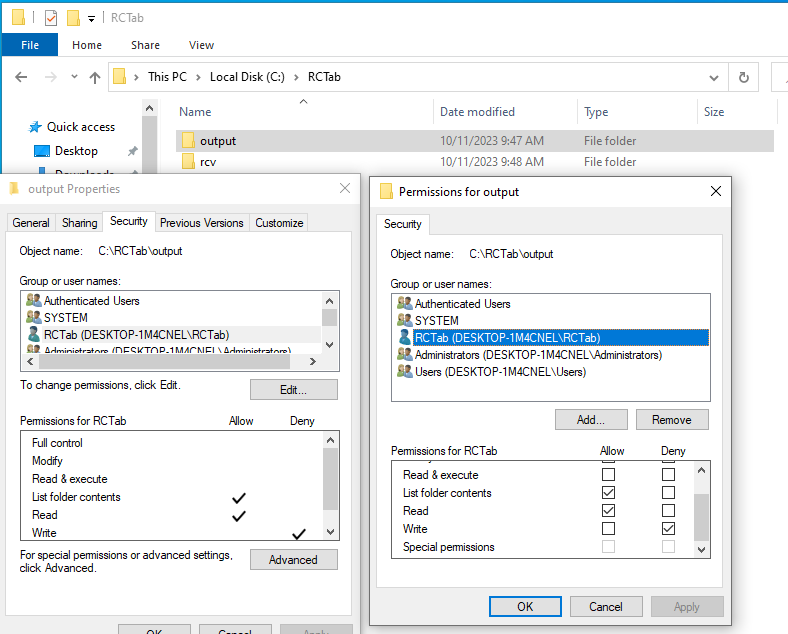 RCTab
File Home Share View
This PC Local Disk (C:) RCTab
Name Date modified Type Size
Quick access
output 10/11/2023 9:47 AM File folder
Desktop
rcv 10/11/2023 9:48 AM File folder
Downloads
output Properties
General Sharing Security Previous Versions Customize
Object name: C:\RCTab\output
Group or user names:
Authenticated Users
SYSTEM
RCTab (DESKTOP-1M4CNEL\RCTab)
Administrators (DESKTOP-1M4CNEL\Administrators)
To change permissions, click Edit.
Edit...
Permissions for RCTab Allow Deny
Full control
Modify
Read & execute
List folder contents
Read
Write
For special permissions or advanced settings,
click Advanced.
Advanced
OK Cancel Apply
Permissions for output
Security
Object name: C:\RCTab\output
Group or user names:
Authenticated Users
SYSTEM
RCTab (DESKTOP-1M4CNEL\RCTab)
Administrators (DESKTOP-1M4CNEL\Administrators)
Users (DESKTOP-1M4CNEL\Users)
Add... Remove
Permissions for RCTab Allow Deny
Read & execute
List folder contents
Read
Write
Special permissions
OK Cancel Apply